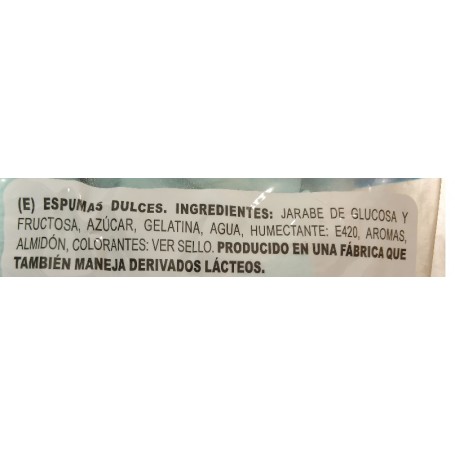 (E) ESPUMAS DULCES. INGREDIENTES: JARABE DE GLUCOSA Y
FRUCTOSA, AZÚCAR, GELATINA, AGUA, HUMECTANTE: E420, AROMAS,
ALMIDÓN, COLORANTES: VER SELLO. PRODUCIDO EN UNA FÁBRICA QUE
TAMBIÉN MANEJA DERIVADOS LÁCTEOS.